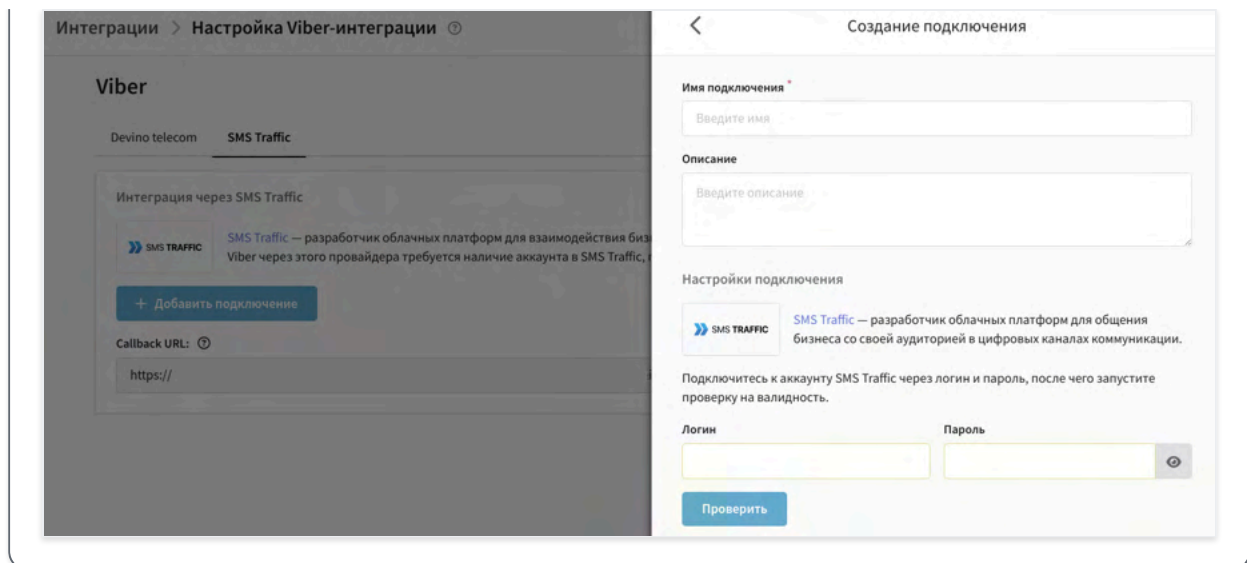 Интеграции > Настройка Viber-интеграции
Viber
Devino telecom SMS Traffic
Интеграция через SMS Traffic
SMS TRAFFIC
SMS Traffic — разработчик облачных платформ для взаимодействия
Viber через этого провайдера требуется наличие аккаунта в SMS Traffic,
+ Добавить подключение
Callback URL:
https://
Создание подключения
Имя подключения *
Введите имя
Описание
Введите описание
Настройки подключения
SMS TRAFFIC
SMS Traffic — разработчик облачных платформ для общения
бизнеса со своей аудиторией в цифровых каналах коммуникации.
Подключитесь к аккаунту SMS Traffic через логин и пароль, после чего запустите
проверку на валидность.
Логин Пароль
Проверить